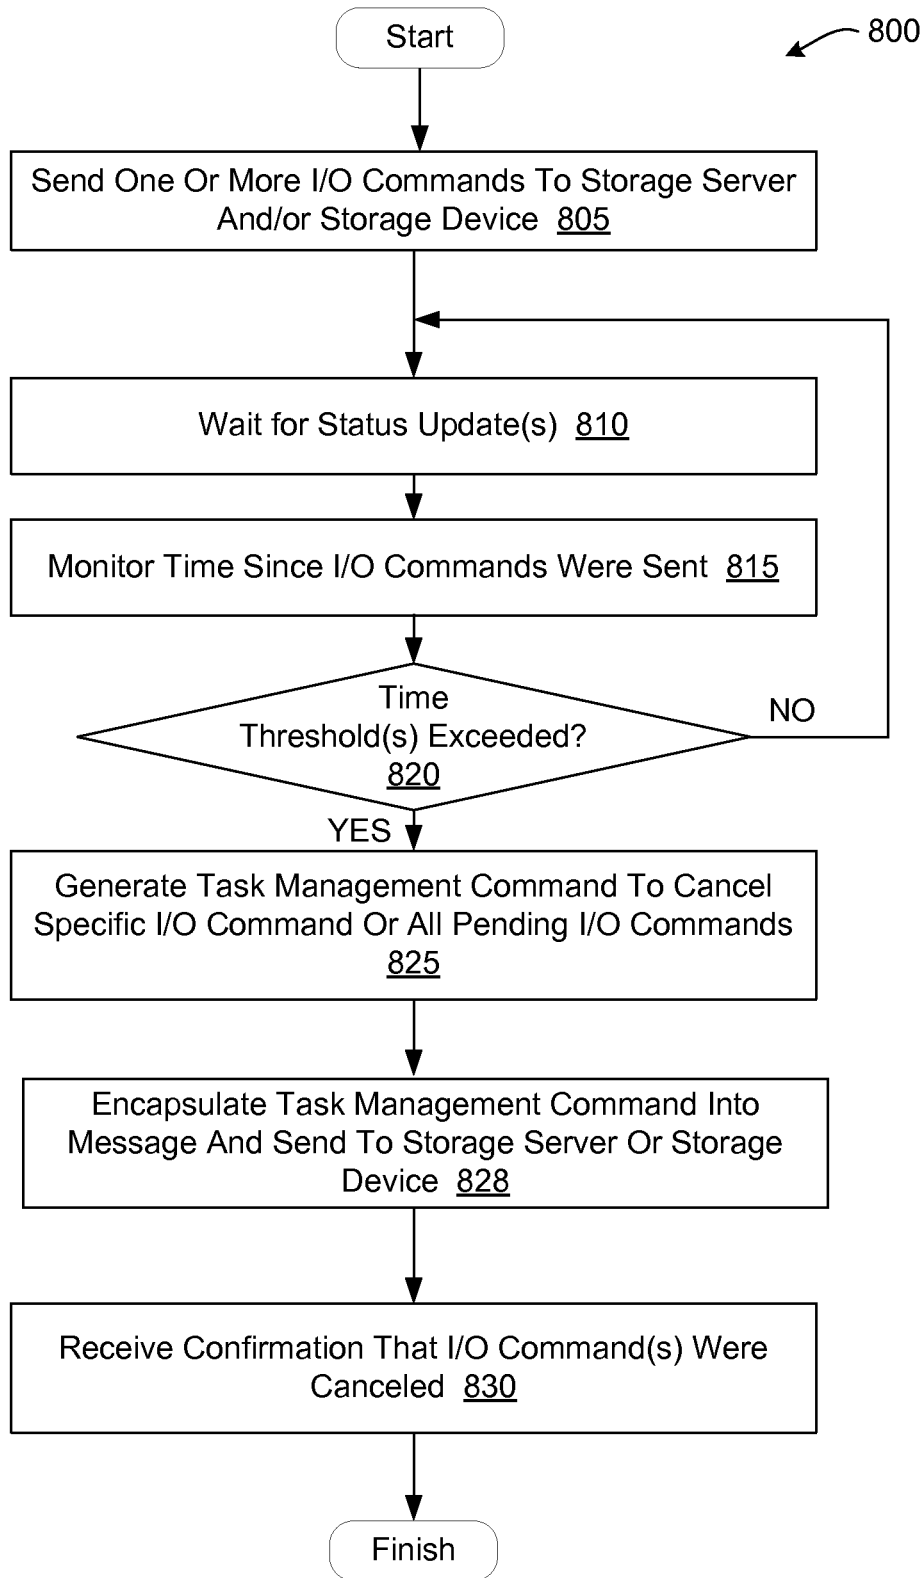 Start
800
Send One Or More I/O Commands To Storage Server
And/or Storage Device 805
Wait for Status Update(s) 810
Monitor Time Since I/O Commands Were Sent 815
Time
Threshold(s) Exceeded?
820
NO
YES
Generate Task Management Command To Cancel
Specific I/O Command Or All Pending I/O Commands
825
Encapsulate Task Management Command Into
Message And Send To Storage Server Or Storage
Device 828
Receive Confirmation That I/O Command(s) Were
Canceled 830
Finish